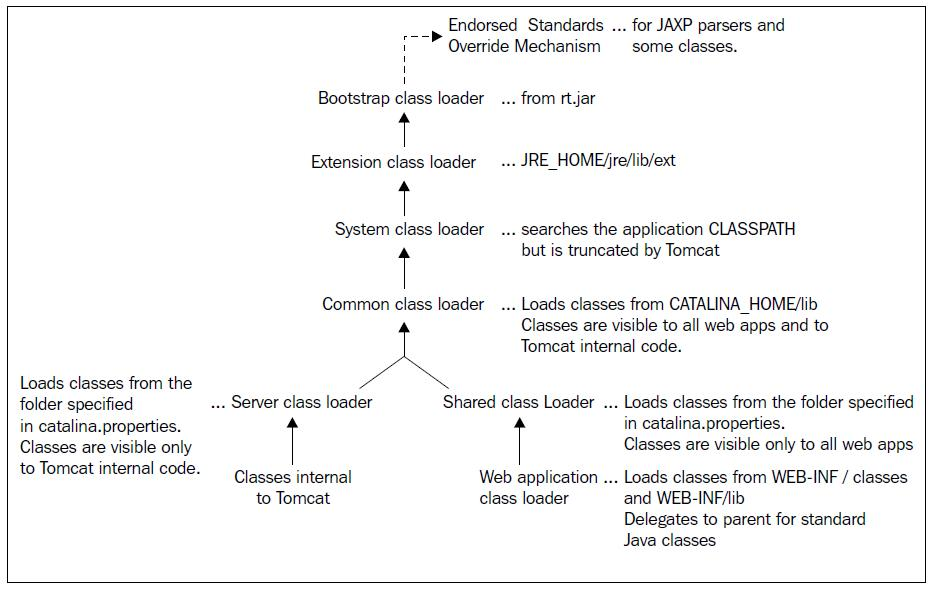 Endorsed Standards ... for JAXP parsers and
Override Mechanism some classes.
Bootstrap class loader ... from rt.jar
Extension class loader ... JRE_HOME/jre/lib/ext
System class loader ... searches the application CLASSPATH
but is truncated by Tomcat
Common class loader ... Loads classes from CATALINA_HOME/lib
Classes are visible to all web apps and to
Tomcat internal code.
Loads classes from the
folder specified
in catalina.properties.
Classes are visible only
to Tomcat internal code.
... Server class loader
Shared class Loader ... Loads classes from the folder specified
in catalina.properties.
Classes are visible only to all web apps
Classes internal
to Tomcat
Web application ... Loads classes from WEB-INF / classes
class loader and WEB-INF/lib
Delegates to parent for standard
Java classes